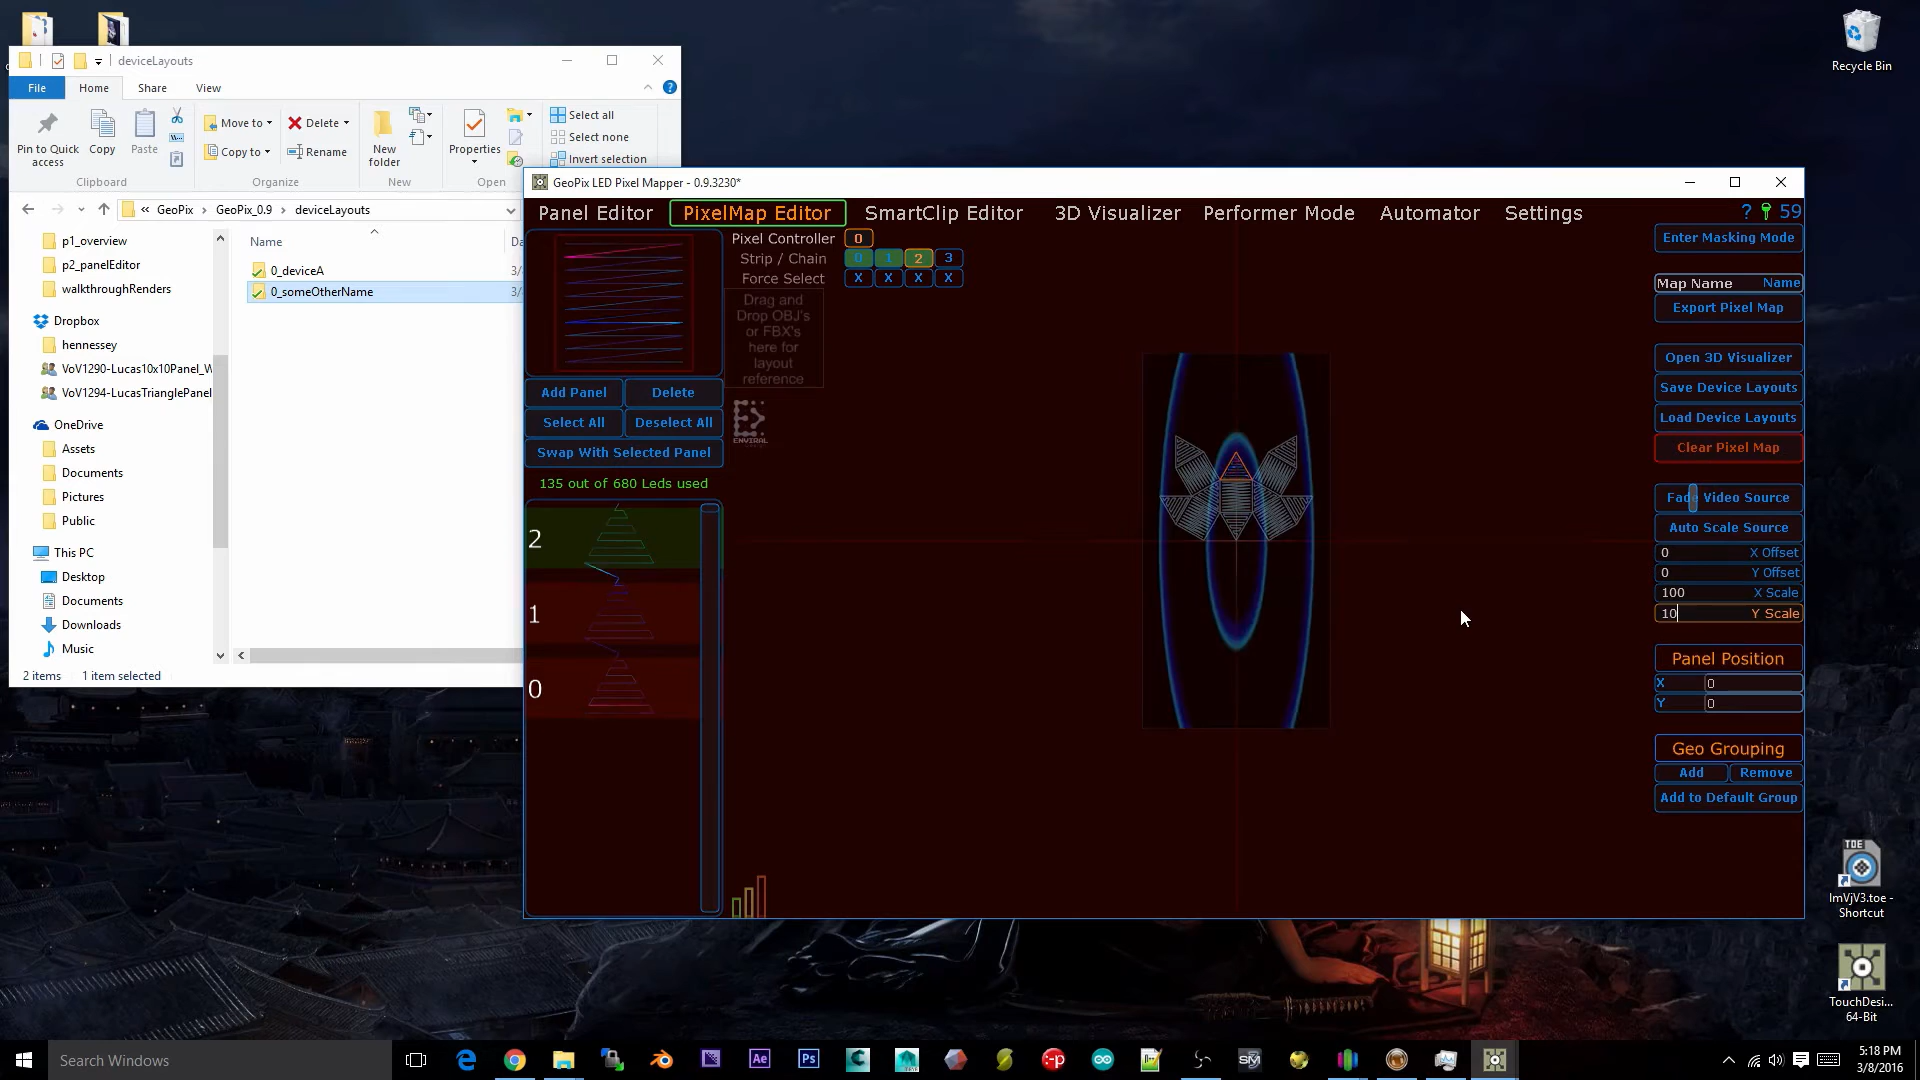 deviceLayouts
File Home Share View
Pin to Quick access
Copy
Paste
Clipboard
Move to
Copy to
Delete
Rename
Organize
New folder
New
Properties
Open
Select all
Select none
Invert selection
« GeoPix › GeoPix_0.9 › deviceLayouts
p1_overview
p2_panelEditor
walkthroughRenders
Dropbox
hennessey
VoV1290-Lucas10x10Panel_W
VoV1294-LucasTrianglePanel
OneDrive
Assets
Documents
Pictures
Public
This PC
Desktop
Documents
Downloads
Music
Name
0_deviceA 3/
0_someOtherName 3/
2 items 1 item selected
GeoPix LED Pixel Mapper - 0.9.3230*
Panel Editor PixelMap Editor SmartClip Editor 3D Visualizer Performer Mode Automator Settings
? 59
Pixel Controller 0
Strip / Chain 0 1 2 3
Force Select X X X X
Drag and
Drop OBJ's
or FBX's
here for
layout
reference
ENVIRAL
Add Panel Delete
Select All Deselect All
Swap With Selected Panel
135 out of 680 Leds used
2
1
0
Enter Masking Mode
Map Name Name
Export Pixel Map
Open 3D Visualizer
Save Device Layouts
Load Device Layouts
Clear Pixel Map
Fade Video Source
Auto Scale Source
0 X Offset
0 Y Offset
100 X Scale
10 Y Scale
Panel Position
X 0
Y 0
Geo Grouping
Add Remove
Add to Default Group
Recycle Bin
TOE
ImVjV3.toe - Shortcut
TouchDesi... 64-Bit
Search Windows
Ae
Ps
:-p
SM
5:18 PM
3/8/2016